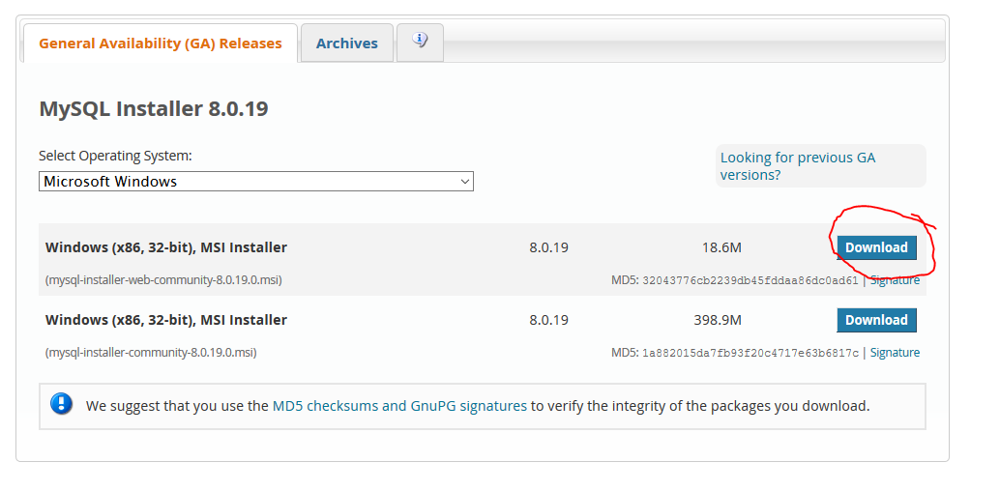 General Availability (GA) Releases
Archives
MySQL Installer 8.0.19
Select Operating System:
Looking for previous GA
versions?
Microsoft Windows
Windows (x86, 32-bit), MSI Installer 8.0.19 18.6M Download
(mysql-installer-web-community-8.0.19.0.msi) MD5: 32043776cb2239db45fddaa86dc0ad61 | Signature
Windows (x86, 32-bit), MSI Installer 8.0.19 398.9M Download
(mysql-installer-community-8.0.19.0.msi) MD5: 1a882015da7fb93f20c4717e63b6817c | Signature
We suggest that you use the MD5 checksums and GnuPG signatures to verify the integrity of the packages you download.